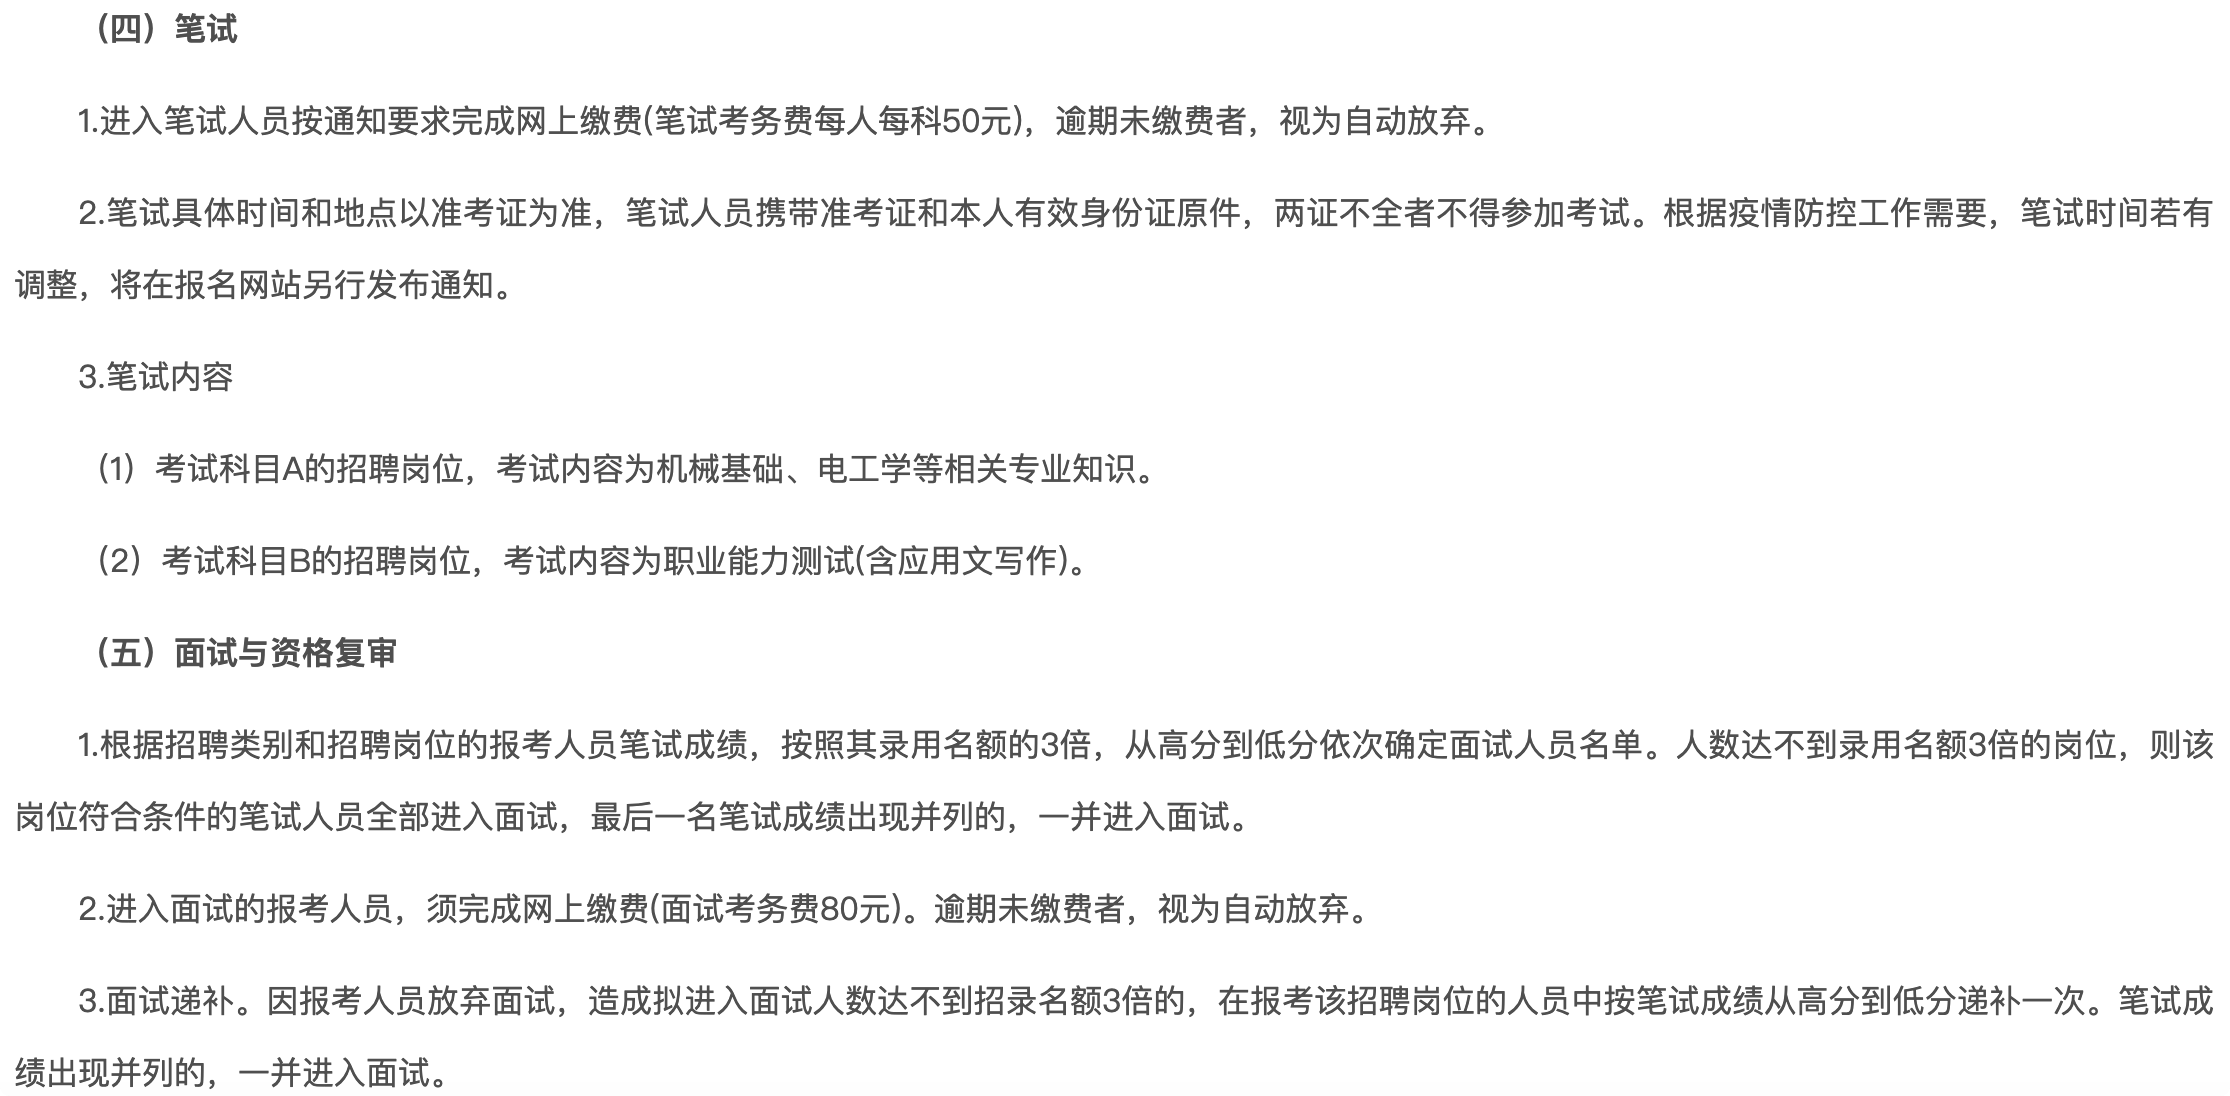 （四）笔试
1.进入笔试人员按通知要求完成网上缴费(笔试考务费每人每科50元)，逾期未缴费者，视为自动放弃。
2.笔试具体时间和地点以准考证为准，笔试人员携带准考证和本人有效身份证原件，两证不全者不得参加考试。根据疫情防控工作需要，笔试时间若有
调整，将在报名网站另行发布通知。
3.笔试内容
（1）考试科目A的招聘岗位，考试内容为机械基础、电工学等相关专业知识。
（2）考试科目B的招聘岗位，考试内容为职业能力测试(含应用文写作)。
（五）面试与资格复审
1.根据招聘类别和招聘岗位的报考人员笔试成绩，按照其录用名额的3倍，从高分到低分依次确定面试人员名单。人数达不到录用名额3倍的岗位，则该
岗位符合条件的笔试人员全部进入面试，最后一名笔试成绩出现并列的，一并进入面试。
2.进入面试的报考人员，须完成网上缴费(面试考务费80元)。逾期未缴费者，视为自动放弃。
3.面试递补。因报考人员放弃面试，造成拟进入面试人数达不到招录名额3倍的，在报考该招聘岗位的人员中按笔试成绩从高分到低分递补一次。笔试成
绩出现并列的，一并进入面试。